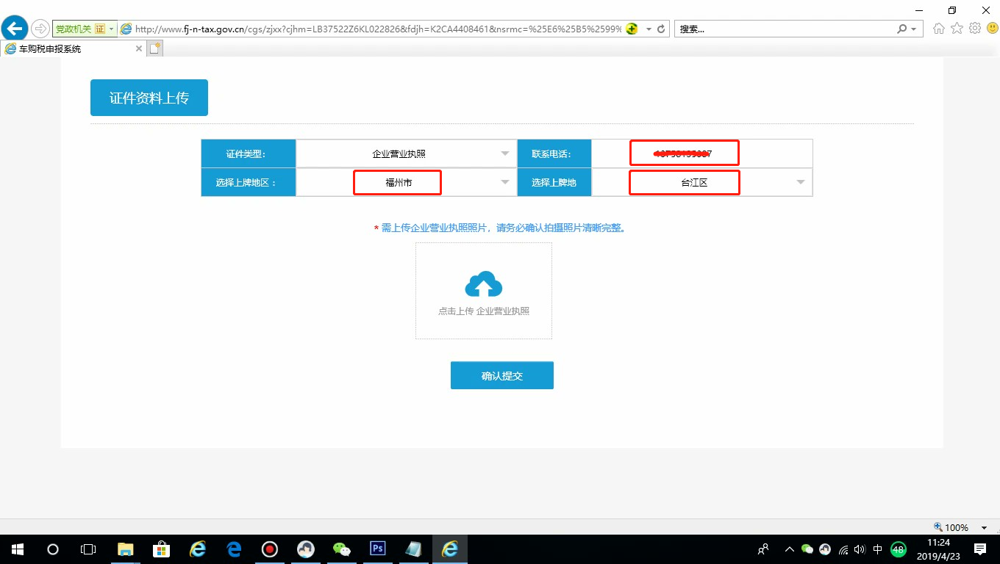 党政机关 证
http://www.fj-n-tax.gov.cn/cgs/zjxx?cjhm=LB37522Z6KL022826&fdjh=K2CA4408461&nsrmc=%25E6%25B5%2599%
搜索...
车购税申报系统
证件资料上传
证件类型:
企业营业执照
联系电话:
选择上牌地区：
福州市
选择上牌地
台江区
* 需上传企业营业执照照片，请务必确认拍摄照片清晰完整。
点击上传 企业营业执照
确认提交
100%
Ps
中
48
11:24
2019/4/23